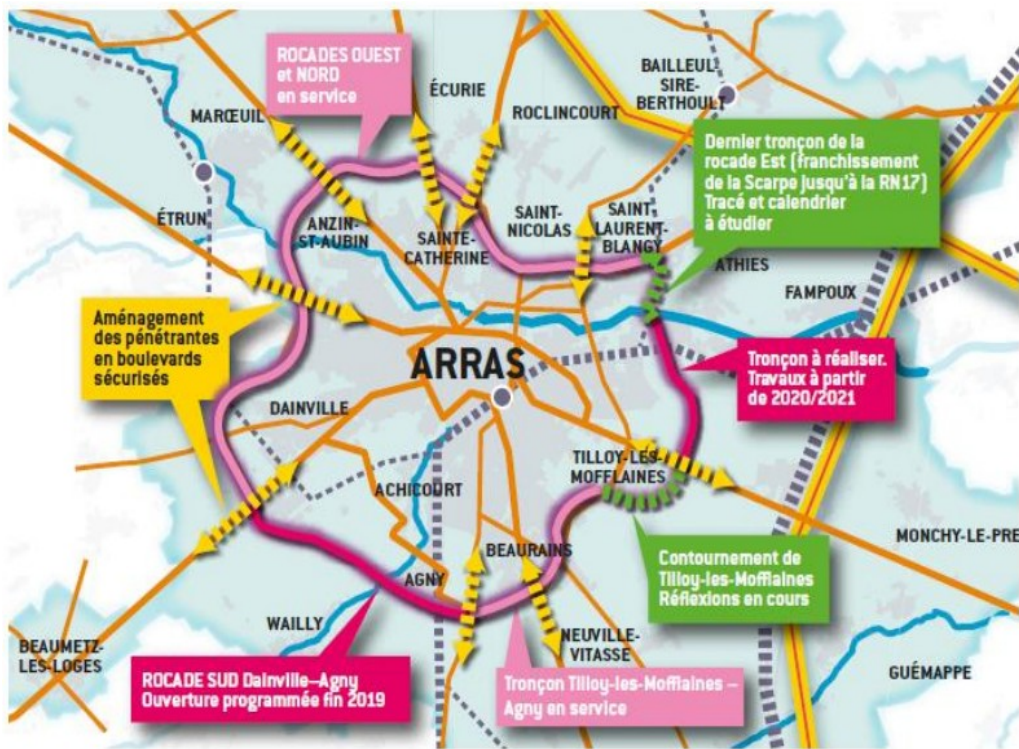 ROCADES OUEST
et NORD
en service
ÉCURIE
BAILLEUL-
SIRE-
BERTHOULT
MARŒUIL
ROCLINCOURT
Dernier tronçon de la
rocade Est (franchissement
de la Scarpe jusqu'à la RN17)
Tracé et calendrier
à étudier
ÉTRUN
ANZIN-
ST-AUBIN
SAINTE-
CATHERINE
SAINT-
NICOLAS
SAINT-
LAURENT-
BLANGY
ATHIES
FAMPOUX
Aménagement
des pénétrantes
en boulevards
sécurisés
ARRAS
Tronçon à réaliser.
Travaux à partir
de 2020/2021
DAINVILLE
TILLOY-LES-
MOFFLAINES
ACHICOURT
MONCHY-LE-PRE
BEAURAINS
AGNY
Contournement de
Tilloy-les-Mofflaines
Réflexions en cours
WAILLY
NEUVILLE-
VITASSE
BEAUMETZ-
LES-LOGES
GUÉMAPPE
ROCADE SUD Dainville–Agny
Ouverture programmée fin 2019
Tronçon Tilloy-les-Mofflaines –
Agny en service